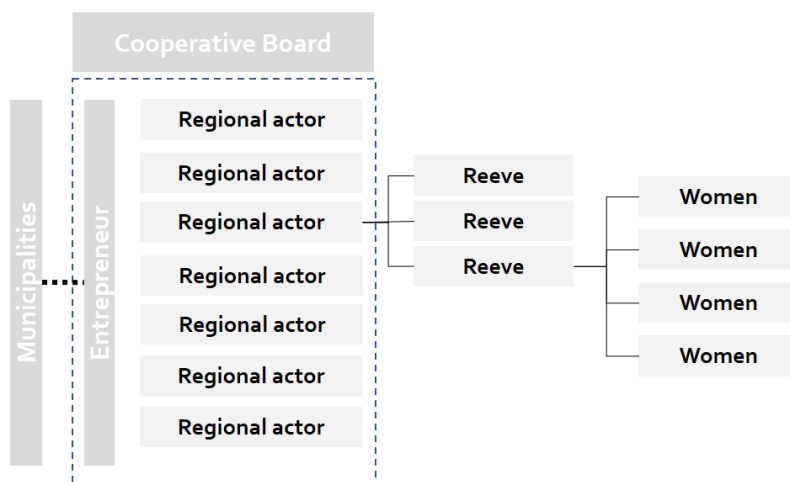 Cooperative Board
Municipalities
Entrepreneur
Regional actor
Regional actor
Regional actor
Regional actor
Regional actor
Regional actor
Regional actor
Reeve
Reeve
Reeve
Women
Women
Women
Women